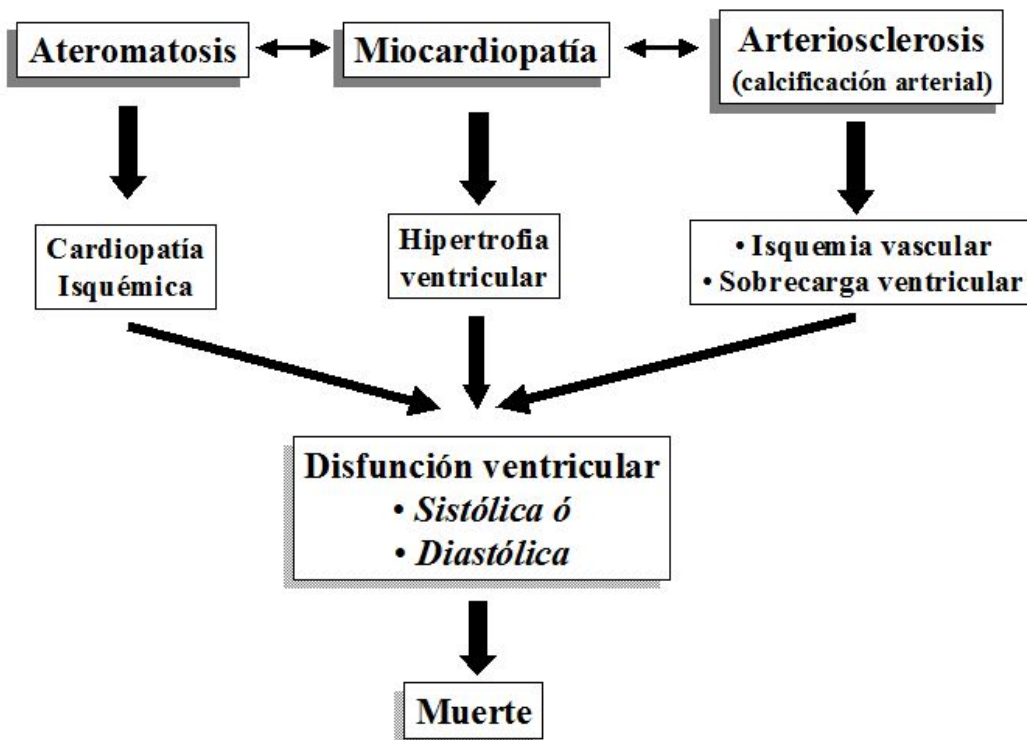 Ateromatosis
Miocardiopatía
Arteriosclerosis
(calcificación arterial)
Cardiopatía
Isquémica
Hipertrofia
ventricular
• Isquemia vascular
• Sobrecarga ventricular
Disfunción ventricular
• Sistólica ó
• Diastólica
Muerte